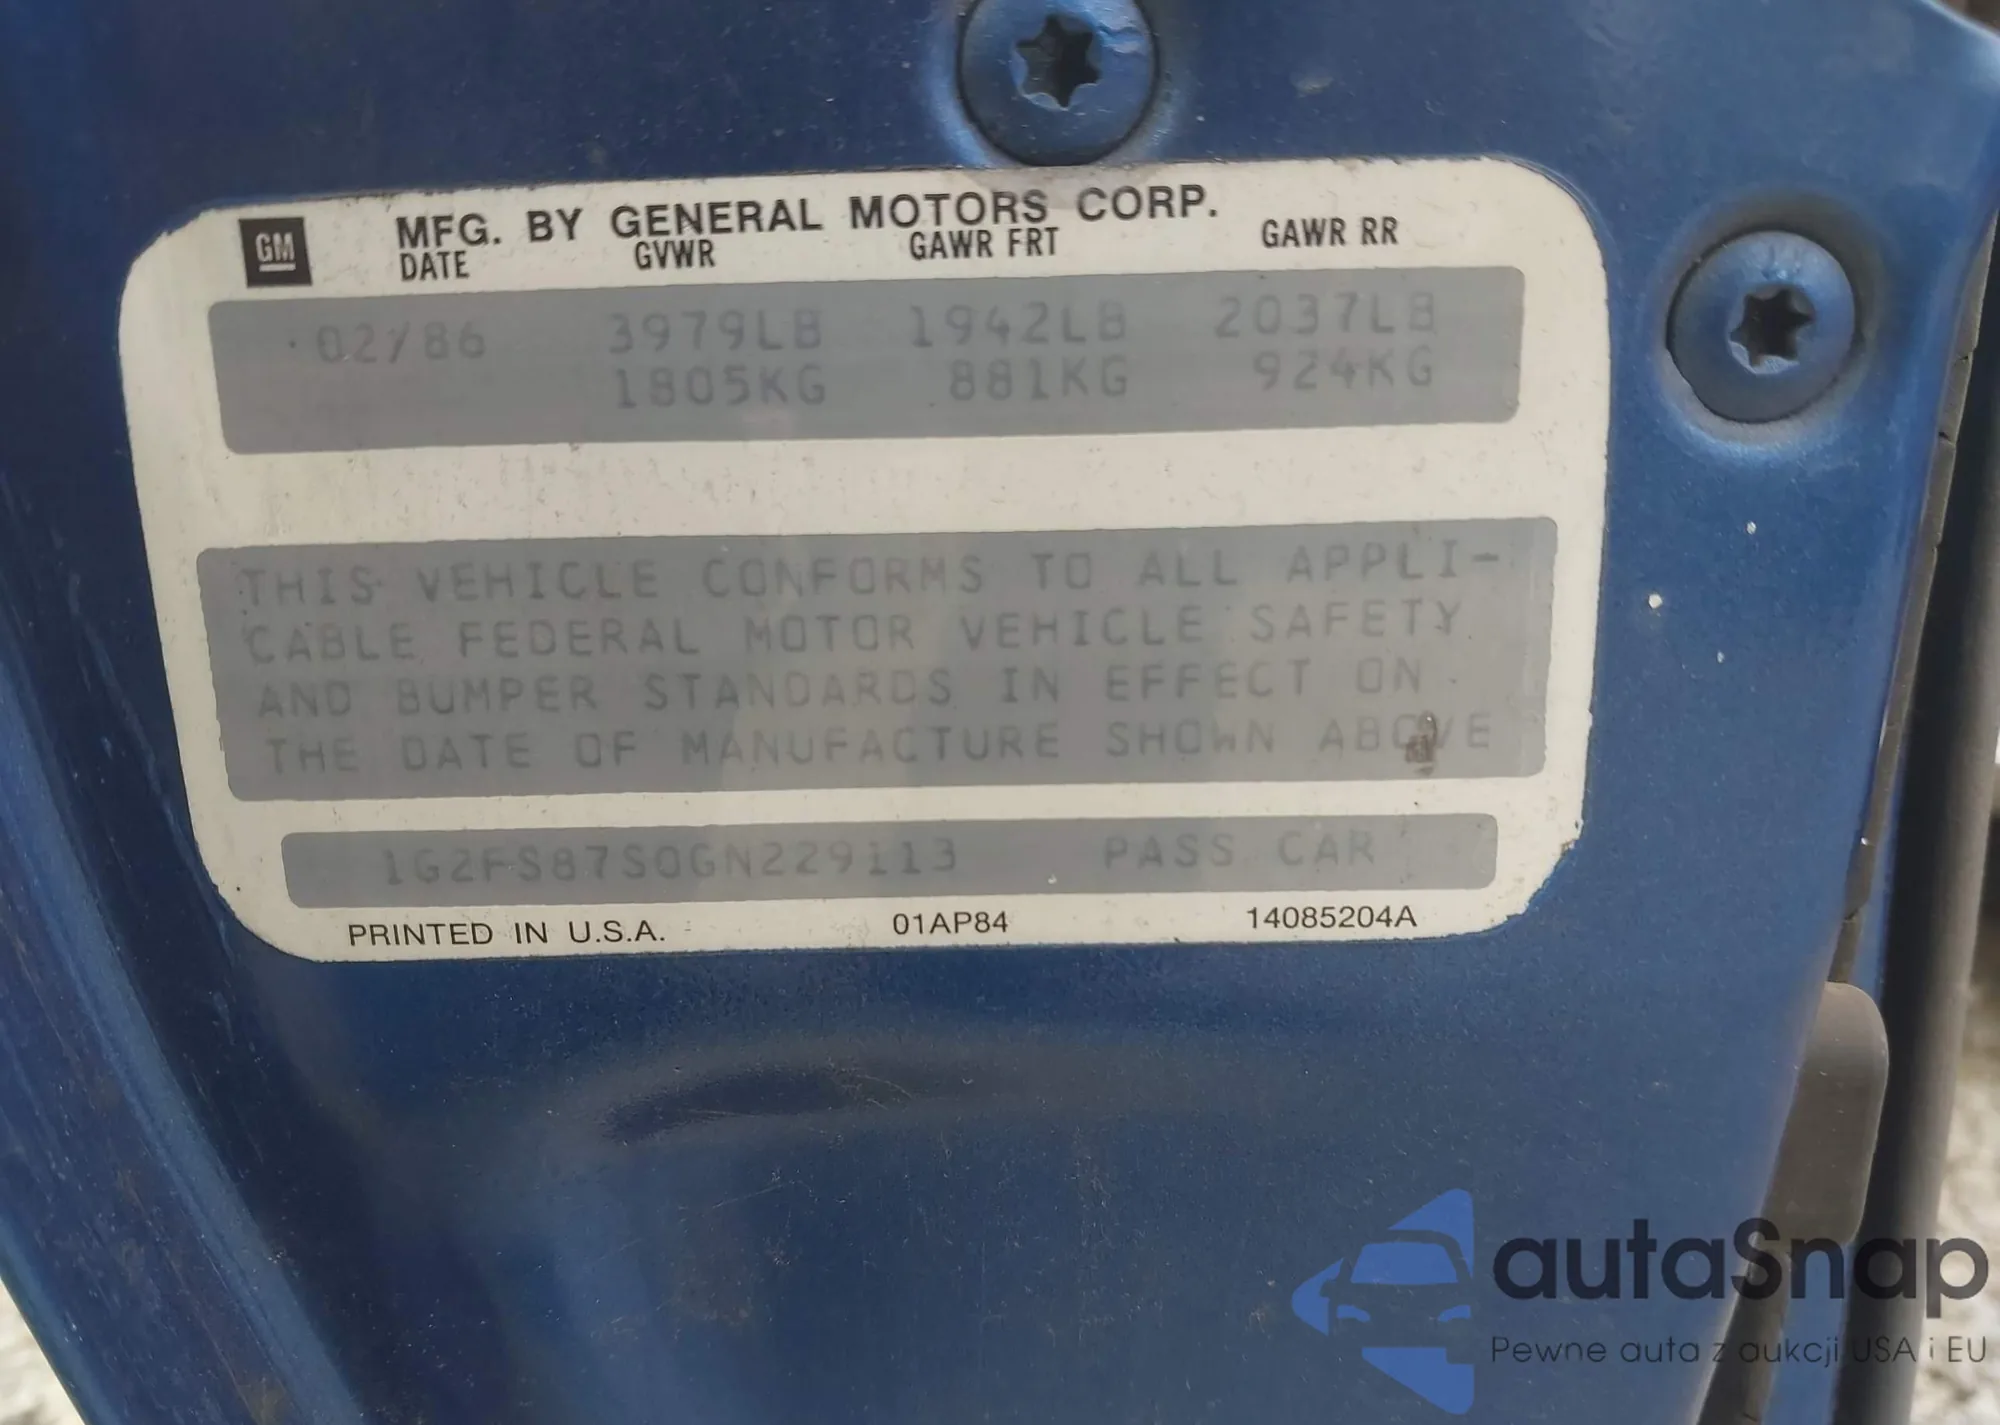 GM MFG. BY GENERAL MOTORS CORP.
DATE GVWR GAWR FRT GAWR RR
02/86 3979LB 1942LB 2037LB
1805KG 881KG 924KG
THIS VEHICLE CONFORMS TO ALL APPLI-
CABLE FEDERAL MOTOR VEHICLE SAFETY
AND BUMPER STANDARDS IN EFFECT ON
THE DATE OF MANUFACTURE SHOWN ABOVE
1G2FS87S0GN229113 PASS CAR
PRINTED IN U.S.A. 01AP84 14085204A
autaSnap
Pewne auta z aukcji USA i EU